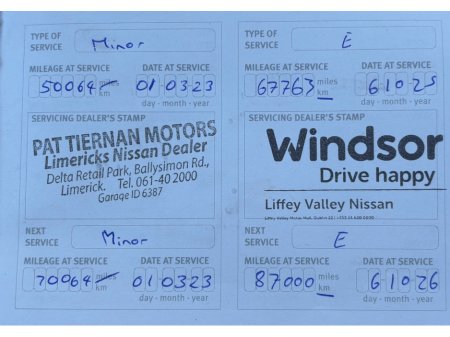 TYPE OF SERVICE Minor
MILEAGE AT SERVICE DATE AT SERVICE
50064 miles km 01 03 23
day - month - year
SERVICING DEALER'S STAMP
PAT TIERNAN MOTORS
Limericks Nissan Dealer
Delta Retail Park, Ballysimon Rd.,
Limerick. Tel. 061-40 2000
Garage ID 6387
NEXT SERVICE Minor
MILEAGE AT SERVICE DATE AT SERVICE
70064 miles km 01 03 23
day - month - year
TYPE OF SERVICE E
MILEAGE AT SERVICE DATE AT SERVICE
67763 miles km 6 10 25
day - month - year
SERVICING DEALER'S STAMP
Windsor
Drive happy
Liffey Valley Nissan
NEXT SERVICE E
MILEAGE AT SERVICE DATE AT SERVICE
87000 miles km 6 10 26
day - month - year